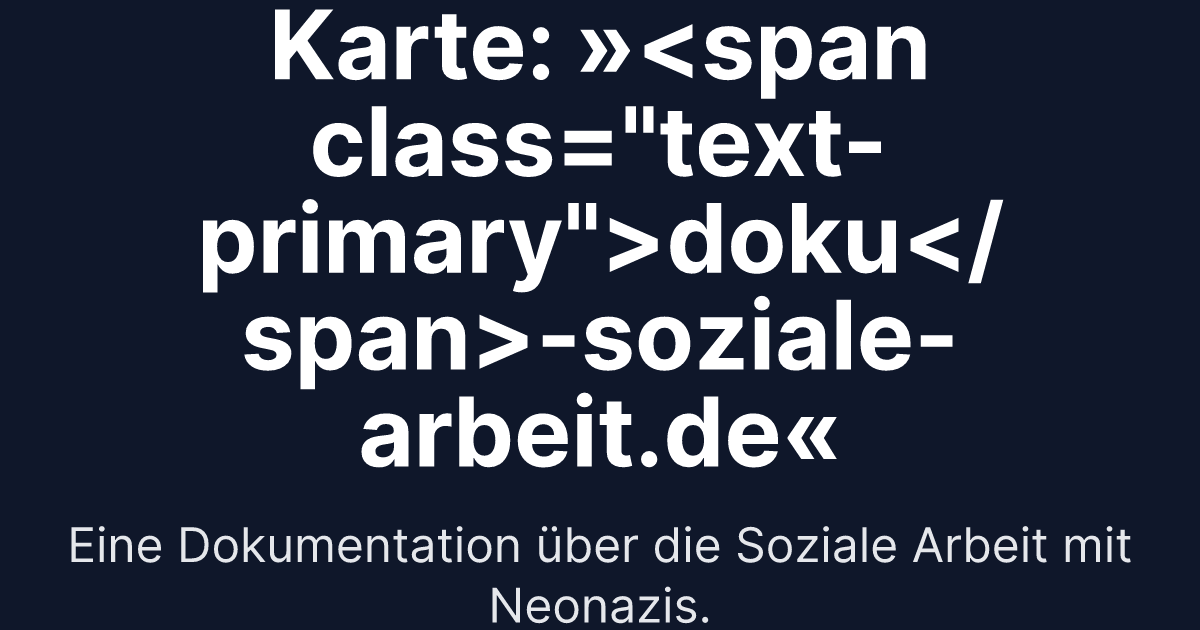 Karte: »<span
class="text-
primary">doku</
span>-soziale-
arbeit.de«
Eine Dokumentation über die Soziale Arbeit mit
Neonazis.